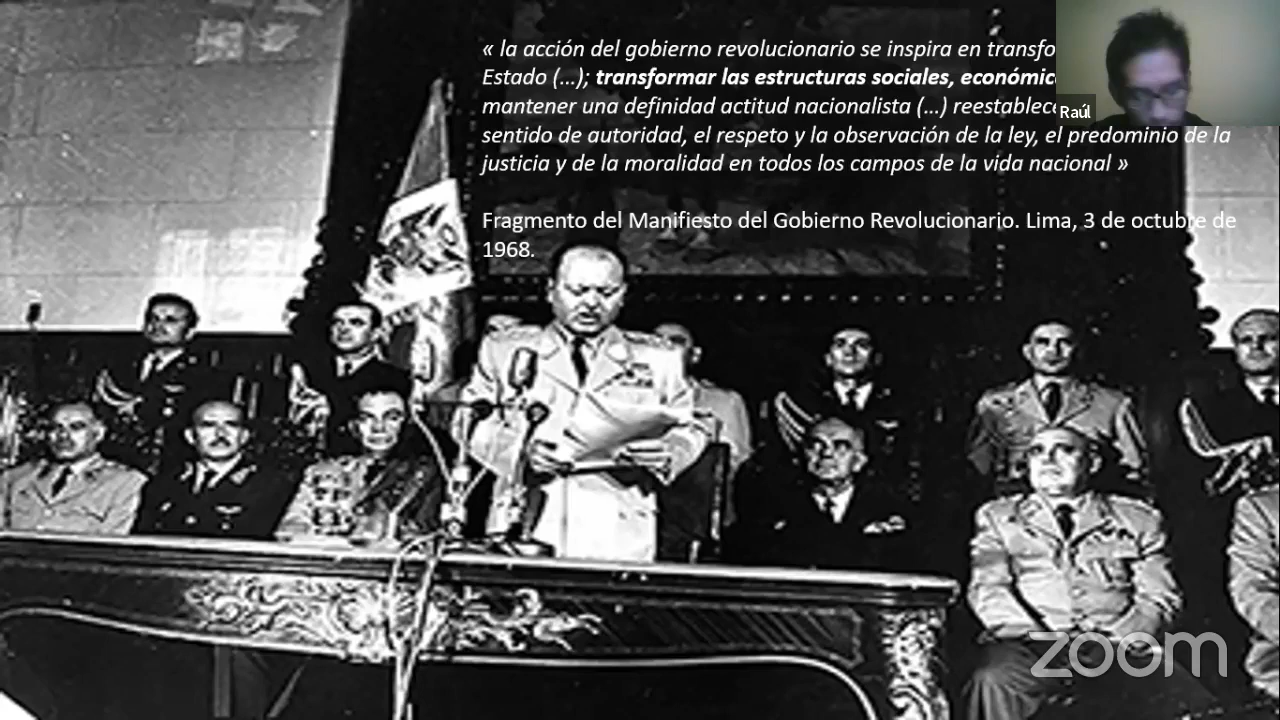 « la acción del gobierno revolucionario se inspira en
Estado (...); transformar las estructuras sociales,
mantener una definidad actitud nacionalista (...)
sentido de autoridad, el respeto y la observación de la ley, el predominio de la
justicia y de la moralidad en todos los campos de la vida nacional »
Fragmento del Manifiesto del Gobierno Revolucionario. Lima, 3 de octubre de
1968.
Raúl
zoom